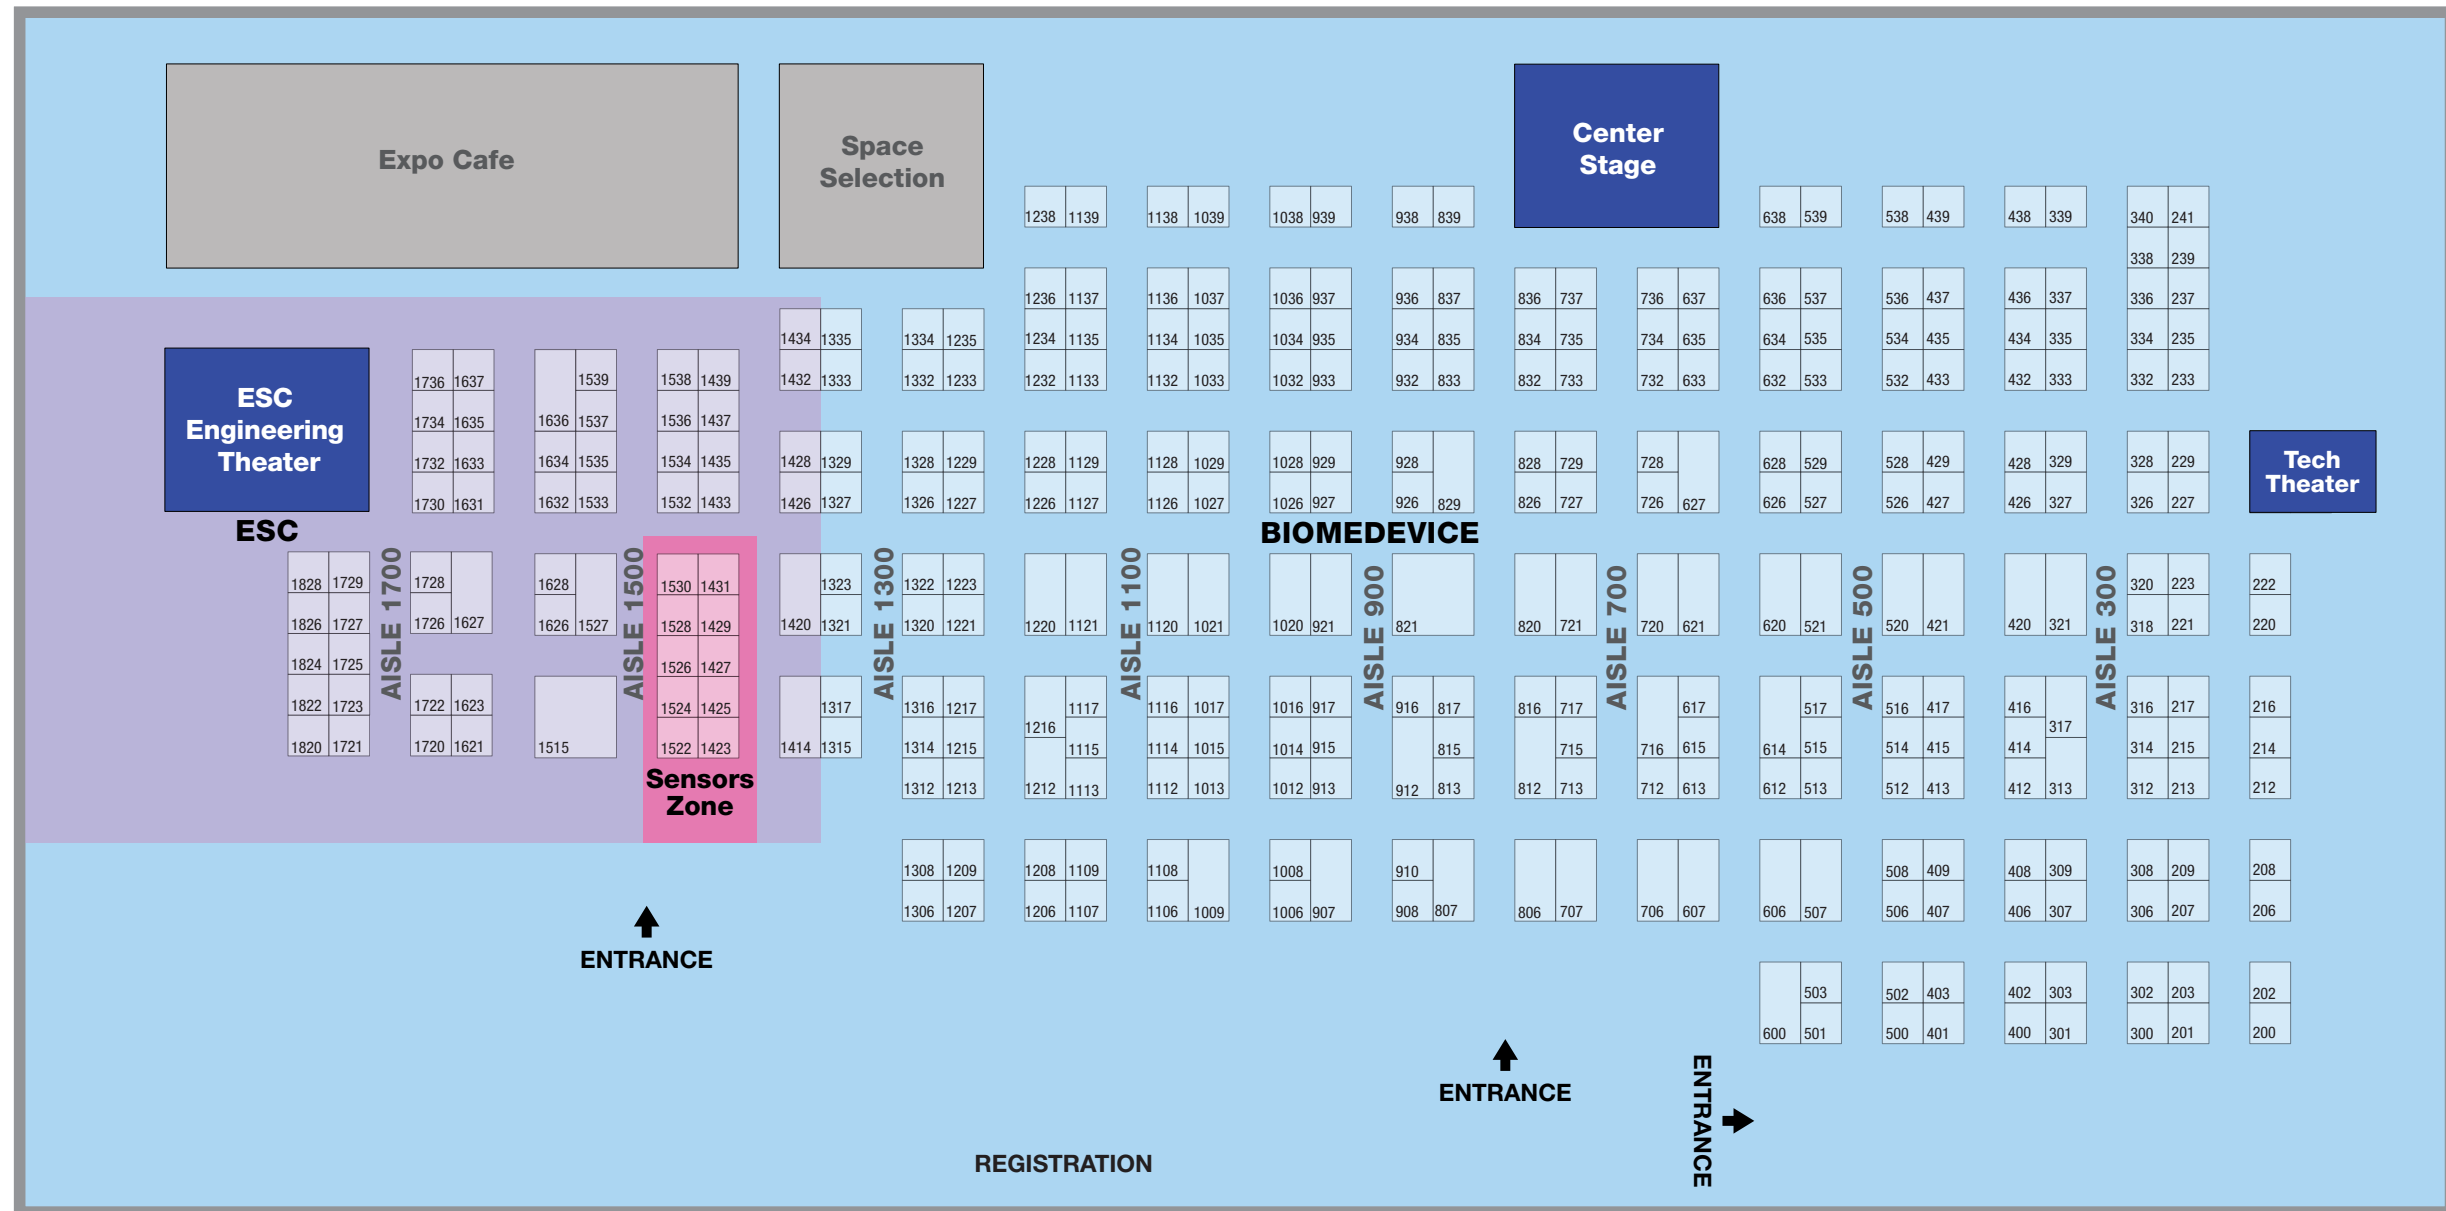 Expo Cafe
Space
Selection
Center
Stage
1238 1139 1138 1039 1038 939 938 839 638 539 538 439 438 339 340 241
338 239
1236 1137 1136 1037 1036 937 936 837 836 737 736 637 636 537 536 437 436 337 336 237
1434 1335 1334 1235 1234 1135 1134 1035 1034 935 934 835 834 735 734 635 634 535 534 435 434 335 334 235
1432 1333 1332 1233 1232 1133 1132 1033 1032 933 932 833 832 733 732 633 632 533 532 433 432 333 332 233
ESC
Engineering
Theater
1736 1637 1539 1538 1439
1734 1635 1636 1537 1536 1437
1732 1633 1634 1535 1534 1435 1428 1329 1328 1229 1228 1129 1128 1029 1028 929 928 828 729 728 628 529 528 429 428 329 328 229
1730 1631 1632 1533 1532 1433 1426 1327 1326 1227 1226 1127 1126 1027 1026 927 926 829 826 727 726 627 626 527 526 427 426 327 326 227
Tech
Theater
ESC
BIOMEDEVICE
AISLE 1700
AISLE 1500
AISLE 1300
AISLE 1100
AISLE 900
AISLE 700
AISLE 500
AISLE 300
1828 1729 1728 1628 1530 1431 1323 1322 1223 320 223 222
1826 1727 1726 1627 1626 1527 1528 1429 1420 1321 1320 1221 1220 1121 1120 1021 1020 921 821 820 721 720 621 620 521 520 421 420 321 318 221 220
1824 1725 1526 1427
1822 1723 1722 1623 1524 1425 1317 1316 1217 1216 1117 1116 1017 1016 917 916 817 816 717 617 517 516 417 416 317 316 217 216
1820 1721 1720 1621 1515 1522 1423 1414 1315 1314 1215 1115 1114 1015 1014 915 815 715 716 615 614 515 514 415 414 314 215 214
1312 1213 1212 1113 1112 1013 1012 913 912 813 812 713 712 613 612 513 512 413 412 313 312 213 212
Sensors
Zone
1308 1209 1208 1109 1108 1008 910 508 409 408 309 308 209 208
1306 1207 1206 1107 1106 1009 1006 907 908 807 806 707 706 607 606 507 506 407 406 307 306 207 206
ENTRANCE
503 502 403 402 303 302 203 202
600 501 500 401 400 301 300 201 200
ENTRANCE
ENTRANCE
REGISTRATION